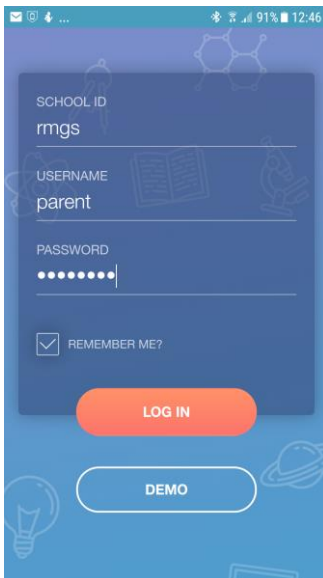 ... 91% 12:46
SCHOOL ID
rmgs
USERNAME
parent
PASSWORD
••••••••
REMEMBER ME?
LOG IN
DEMO